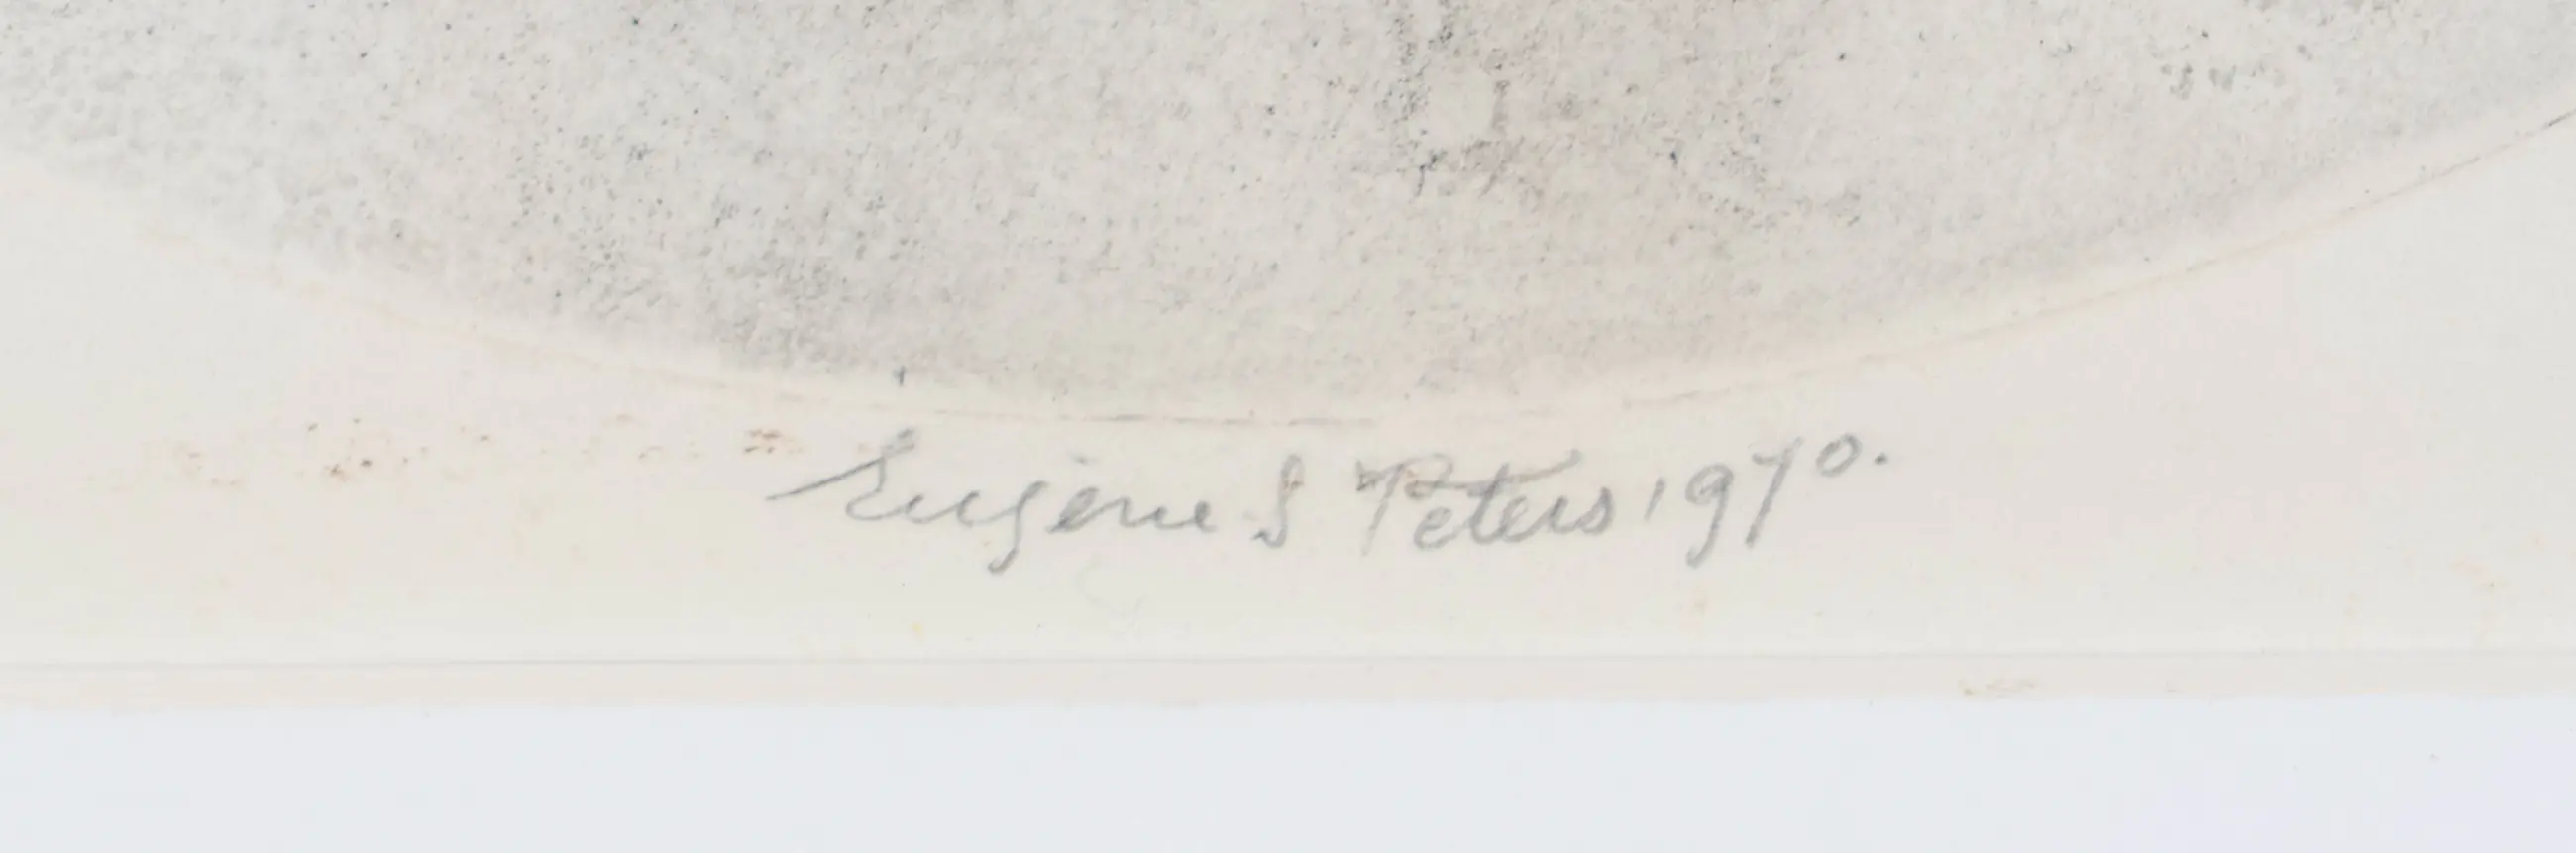 Eugene S Peters 1970.